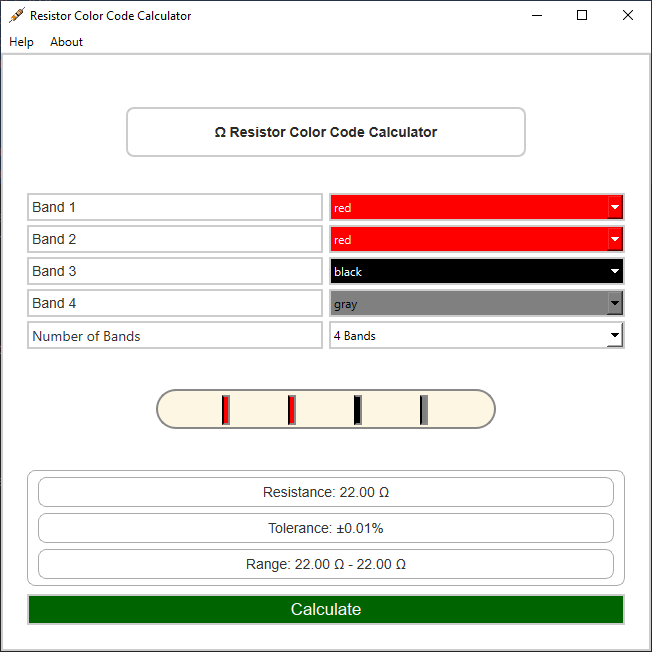 Resistor Color Code Calculator
Help About
Ω Resistor Color Code Calculator
Band 1 red
Band 2 red
Band 3 black
Band 4 gray
Number of Bands 4 Bands
Resistance: 22.00 Ω
Tolerance: ±0.01%
Range: 22.00 Ω - 22.00 Ω
Calculate